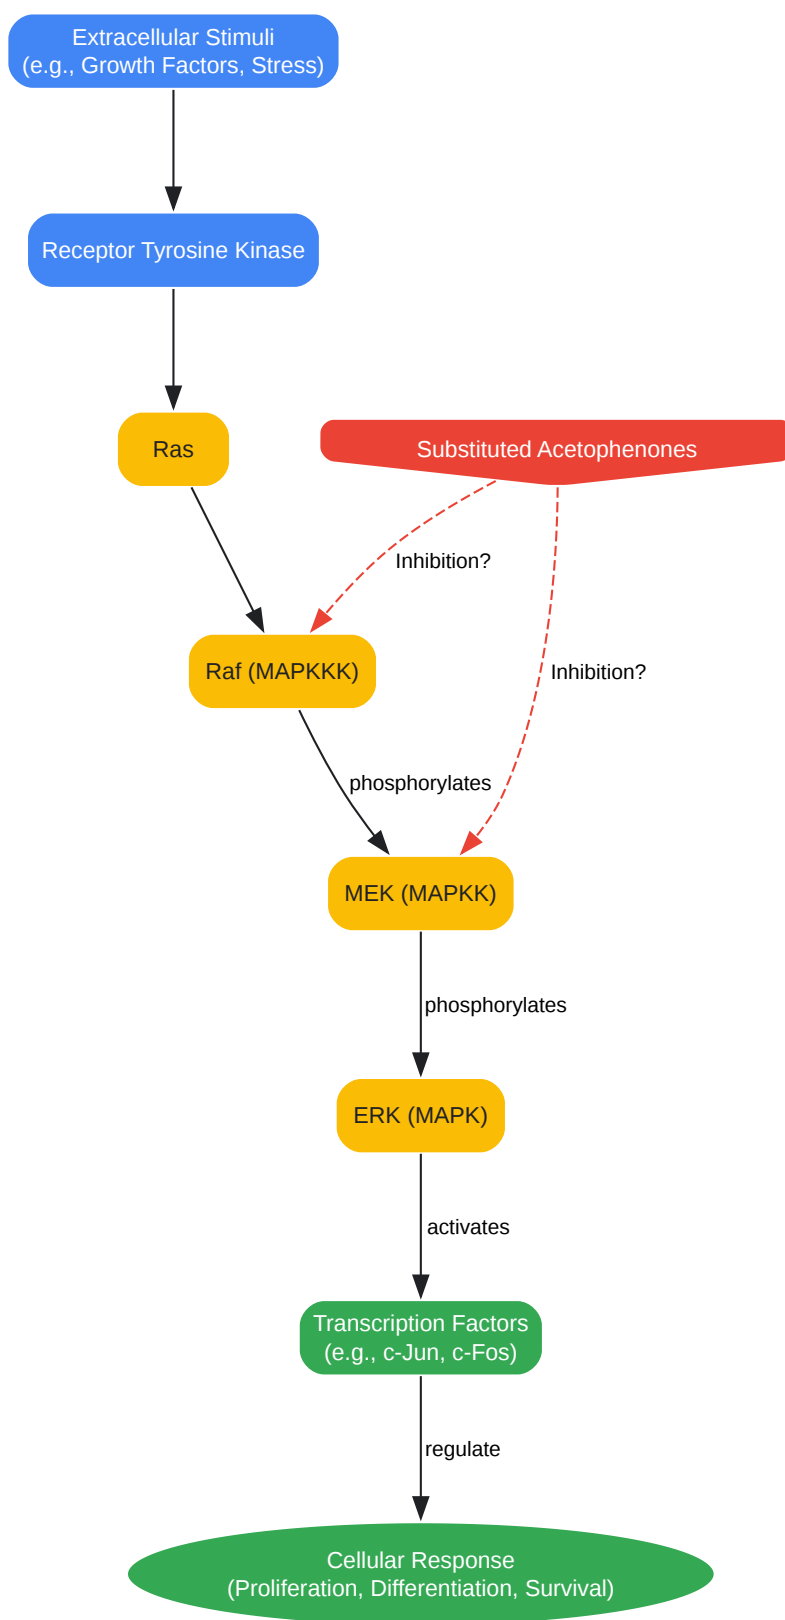 Extracellular Stimuli
(e.g., Growth Factors, Stress)
Receptor Tyrosine Kinase
Ras
Substituted Acetophenones
Inhibition?
Raf (MAPKKK)
Inhibition?
phosphorylates
MEK (MAPKK)
phosphorylates
ERK (MAPK)
activates
Transcription Factors
(e.g., c-Jun, c-Fos)
regulate
Cellular Response
(Proliferation, Differentiation, Survival)